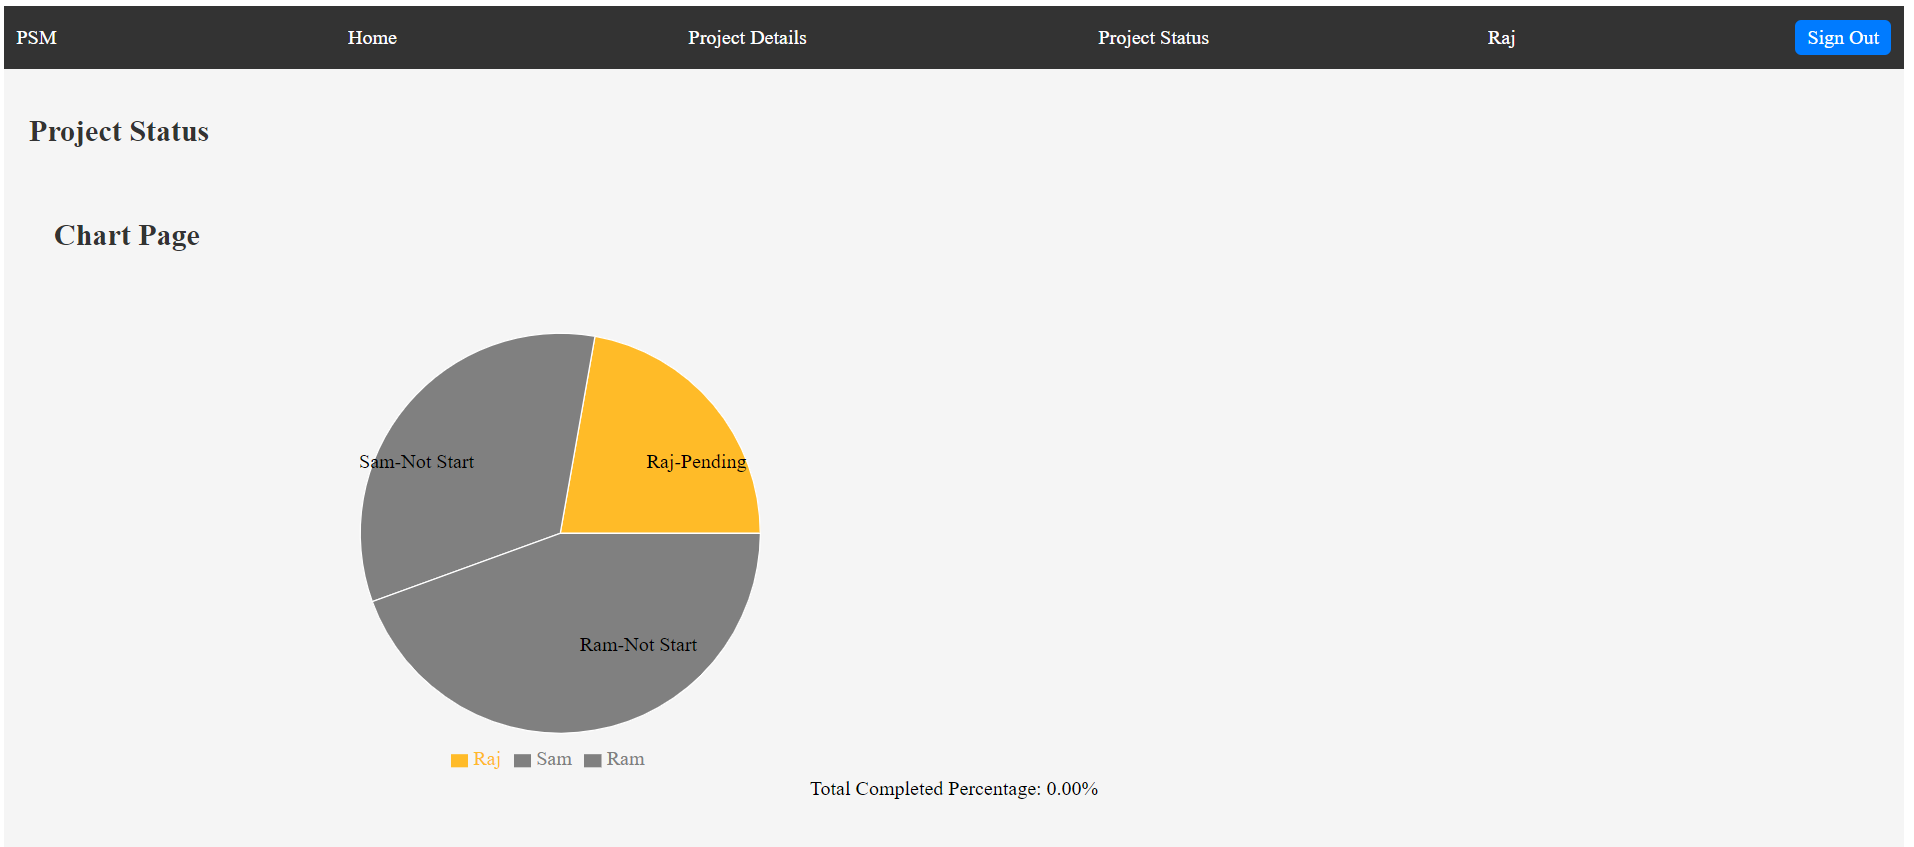 PSM Home Project Details Project Status Raj Sign Out
Project Status
Chart Page
Sam-Not Start
Raj-Pending
Ram-Not Start
Raj Sam Ram
Total Completed Percentage: 0.00%